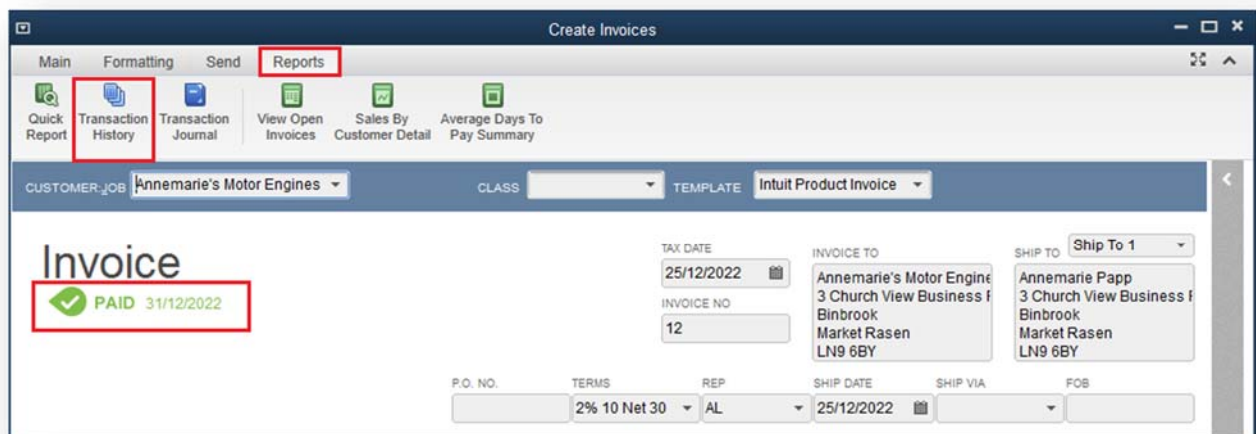 Create Invoices
Main Formatting Send Reports
Quick Report
Transaction History
Transaction Journal
View Open Invoices
Sales By Customer Detail
Average Days To Pay Summary
CUSTOMER:JOB Annemarie's Motor Engines CLASS TEMPLATE Intuit Product Invoice
Invoice
PAID 31/12/2022
TAX DATE
25/12/2022
INVOICE NO
12
INVOICE TO
Annemarie's Motor Engine
3 Church View Business
Binbrook
Market Rasen
LN9 6BY
SHIP TO Ship To 1
Annemarie Papp
3 Church View Business
Binbrook
Market Rasen
LN9 6BY
P.O. NO. TERMS REP SHIP DATE SHIP VIA FOB
2% 10 Net 30 AL 25/12/2022